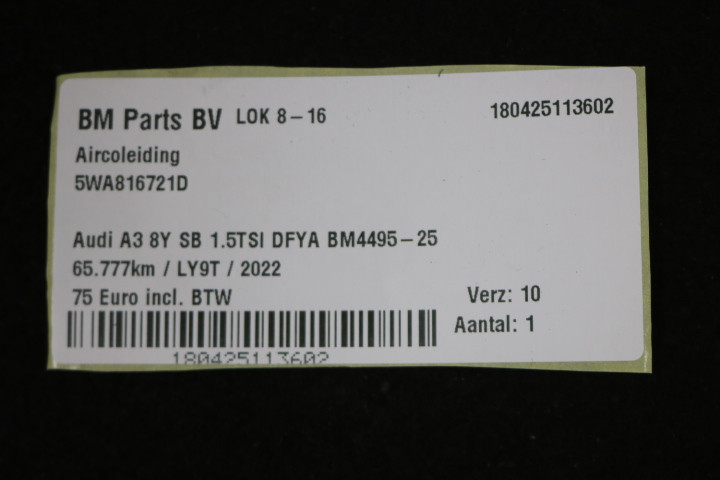 BM Parts BV LOK 8-16 180425113602
Aircoleiding
5WA816721D
Audi A3 8Y SB 1.5TSI DFYA BM4495-25
65.777km / LY9T / 2022
75 Euro incl. BTW Verz: 10
Aantal: 1
180425113602